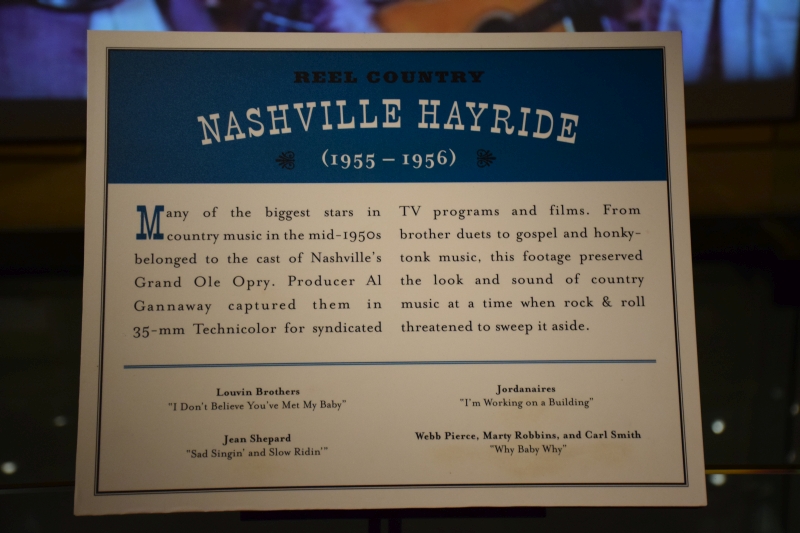 REEL COUNTRY
NASHVILLE HAYRIDE
(1955 – 1956)
Many of the biggest stars in
country music in the mid-1950s
belonged to the cast of Nashville's
Grand Ole Opry. Producer Al
Gannaway captured them in
35-mm Technicolor for syndicated
TV programs and films. From
brother duets to gospel and honky-
tonk music, this footage preserved
the look and sound of country
music at a time when rock & roll
threatened to sweep it aside.
Louvin Brothers
"I Don't Believe You've Met My Baby"
Jean Shepard
"Sad Singin' and Slow Ridin'"
Jordanaires
"I'm Working on a Building"
Webb Pierce, Marty Robbins, and Carl Smith
"Why Baby Why"